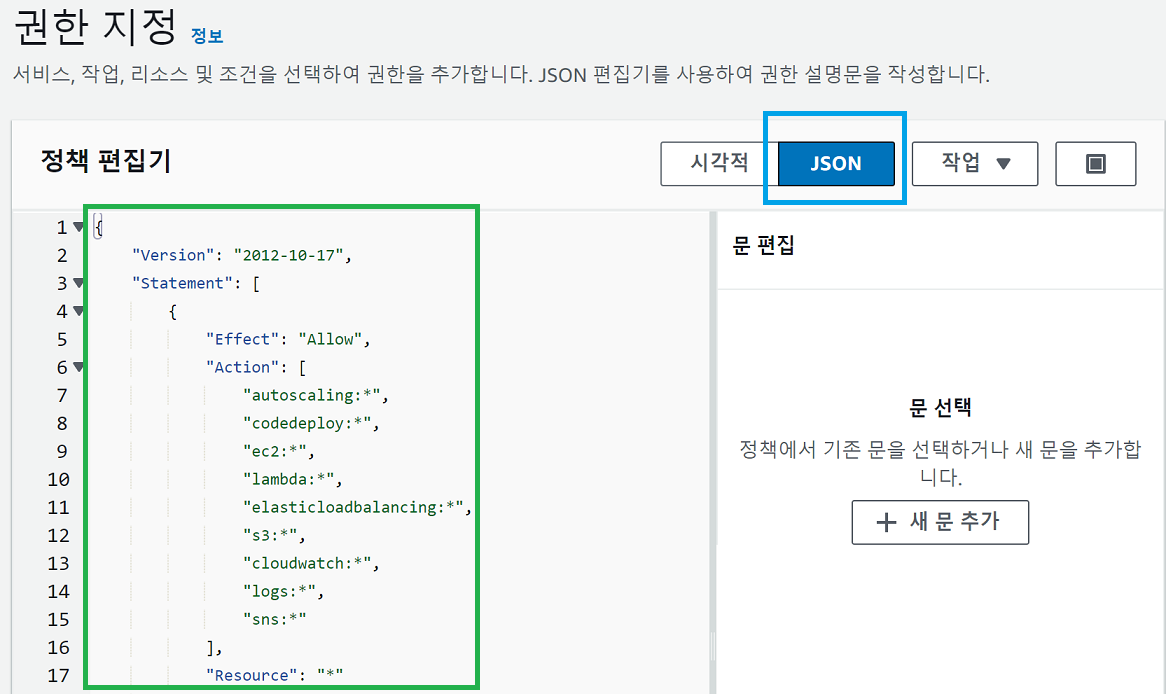 권한 지정 정보
서비스, 작업, 리소스 및 조건을 선택하여 권한을 추가합니다. JSON 편집기를 사용하여 권한 설명문을 작성합니다.
정책 편집기
시각적 JSON 작업
1 {
2 "Version": "2012-10-17",
3 "Statement": [
4 {
5 "Effect": "Allow",
6 "Action": [
7 "autoscaling:*",
8 "codedeploy:*",
9 "ec2:*",
10 "lambda:*",
11 "elasticloadbalancing:*",
12 "s3:*",
13 "cloudwatch:*",
14 "logs:*",
15 "sns:*"
16 ],
17 "Resource": "*"
문 편집
문 선택
정책에서 기존 문을 선택하거나 새 문을 추가합
니다.
+ 새 문 추가